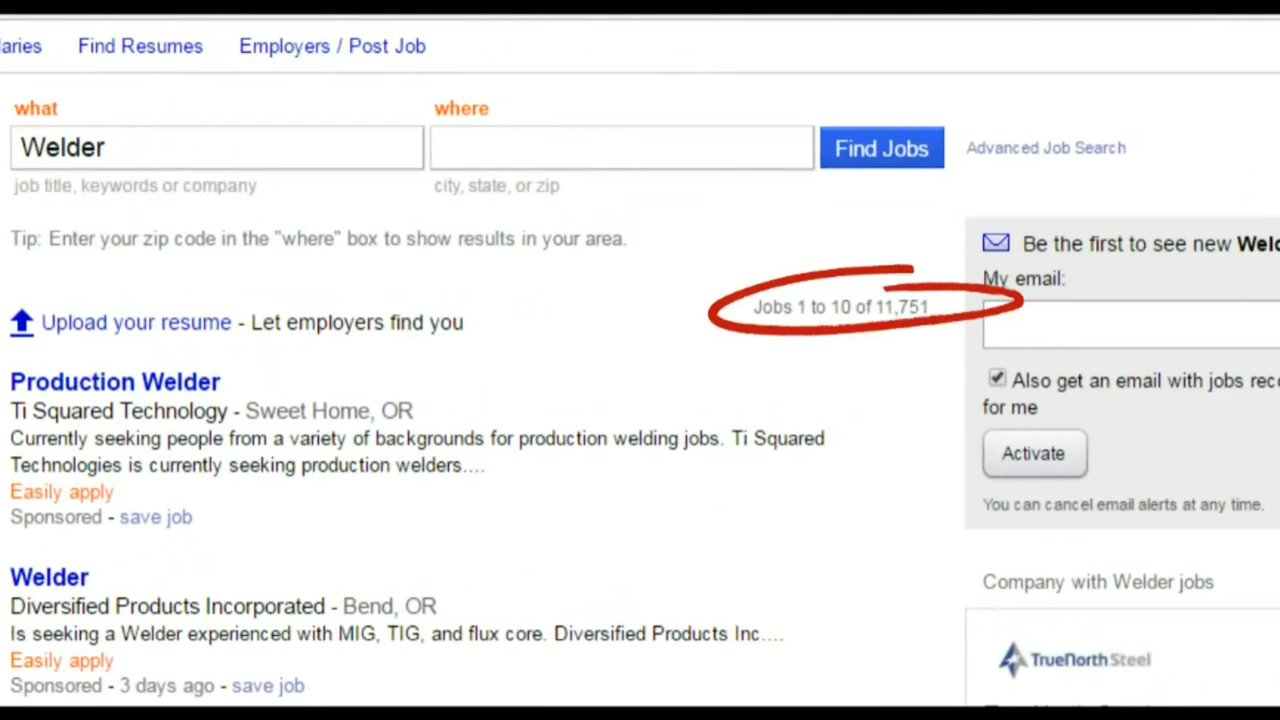 Find Resumes
Employers / Post Job
what
where
Welder
Find Jobs
Advanced Job Search
job title, keywords or company
city, state, or zip
Tip: Enter your zip code in the "where" box to show results in your area.
Be the first to see new
My email:
Jobs 1 to 10 of 11,751
Upload your resume - Let employers find you
Also get an email with jobs
for me
Activate
You can cancel email alerts at any time.
Production Welder
Ti Squared Technology - Sweet Home, OR
Currently seeking people from a variety of backgrounds for production welding jobs. Ti Squared
Technologies is currently seeking production welders....
Easily apply
Sponsored - save job
Welder
Diversified Products Incorporated - Bend, OR
Is seeking a Welder experienced with MIG, TIG, and flux core. Diversified Products Inc....
Easily apply
Sponsored - 3 days ago - save job
Company with Welder jobs
TrueNorth Steel